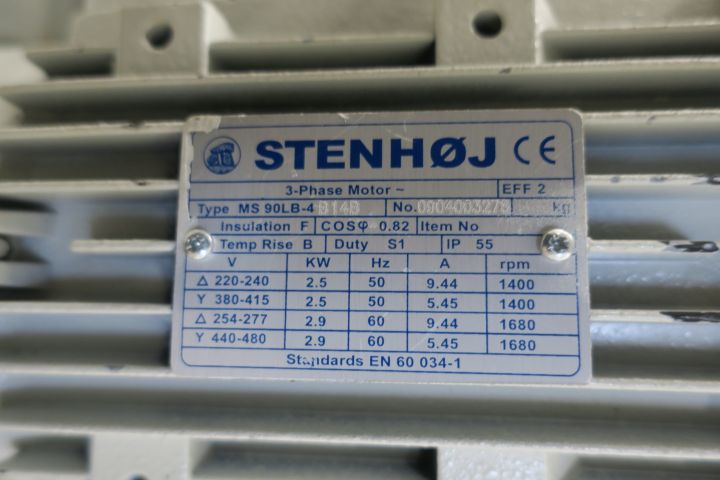 STENHØJ CE
3-Phase Motor ~ EFF 2
Type MS 90LB-4 B14B No. 0904003278 kg
Insulation F COSφ 0.82 Item No
Temp Rise B Duty S1 IP 55
V KW Hz A rpm
Δ 220-240 2.5 50 9.44 1400
Y 380-415 2.5 50 5.45 1400
Δ 254-277 2.9 60 9.44 1680
Y 440-480 2.9 60 5.45 1680
Standards EN 60 034-1